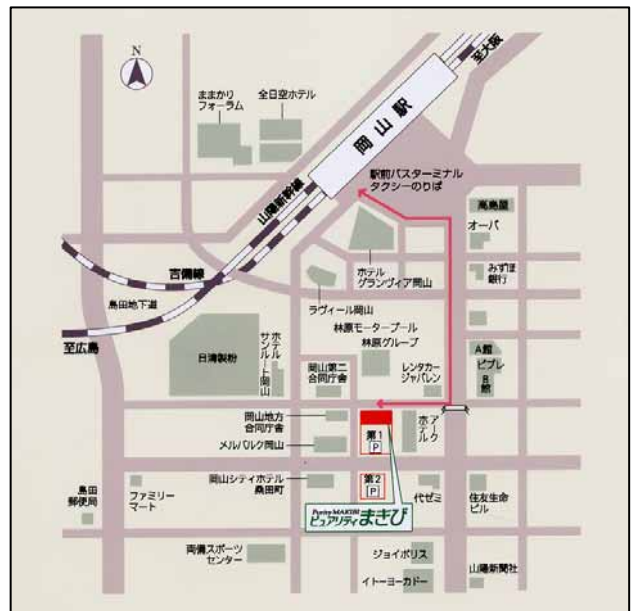 N
至大阪
ままかり
フォーラム
全日空ホテル
岡山駅
駅前バスターミナル
タクシーのりば
山陽新幹線
高島屋
オーパ
吉備線
ホテル
グランヴィア岡山
みずほ
銀行
島田地下道
ラヴィール岡山
至広島
林原モータープール
林原グループ
日清製粉
ホテル
サンルート岡山
岡山第二
合同庁舎
レンタカー
ジャパレン
A館
ビブレ
B館
岡山地方
合同庁舎
メルパルク岡山
第1
P
アーク
ホテル
岡山シティホテル
桑田町
第2
P
島田
郵便局
ファミリー
マート
代ゼミ
住友生命
ビル
Purity MAKIBI
ピュアリティまきび
両備スポーツ
センター
ジョイポリス
イトーヨーカドー
山陽新聞社